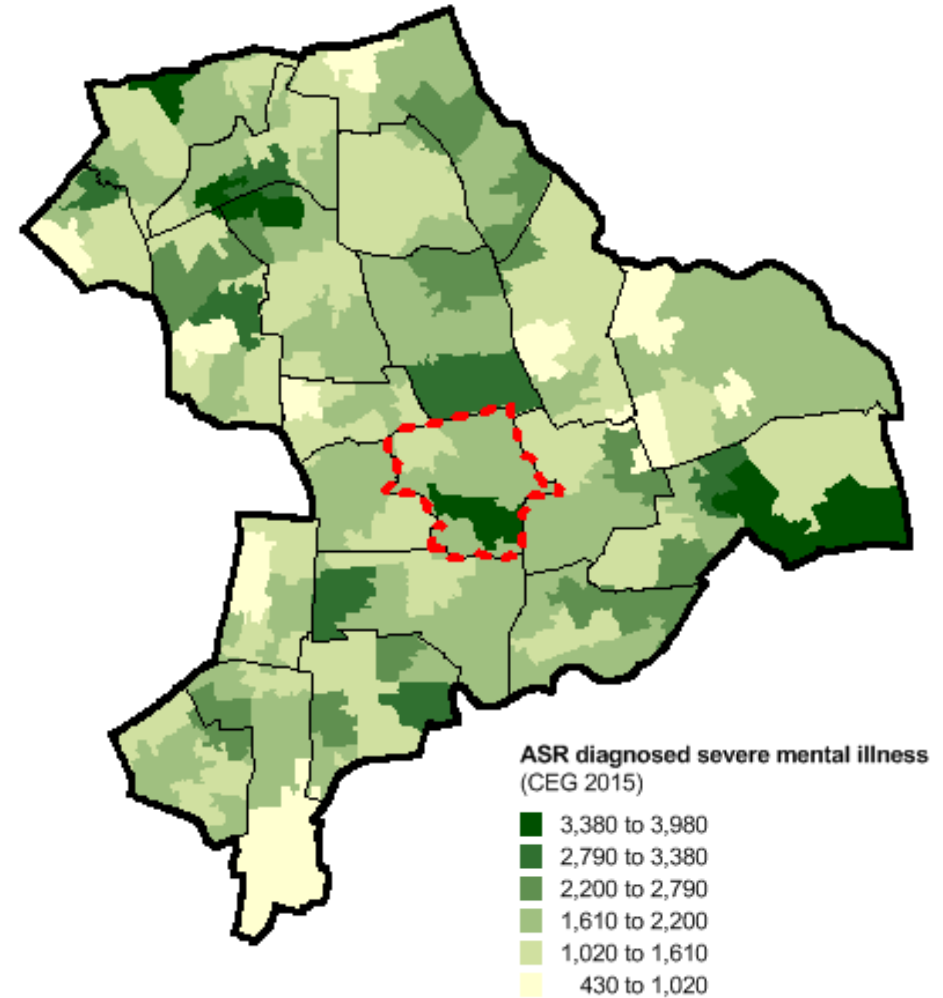 ASR diagnosed severe mental illness
(CEG 2015)
3,380 to 3,980
2,790 to 3,380
2,200 to 2,790
1,610 to 2,200
1,020 to 1,610
430 to 1,020